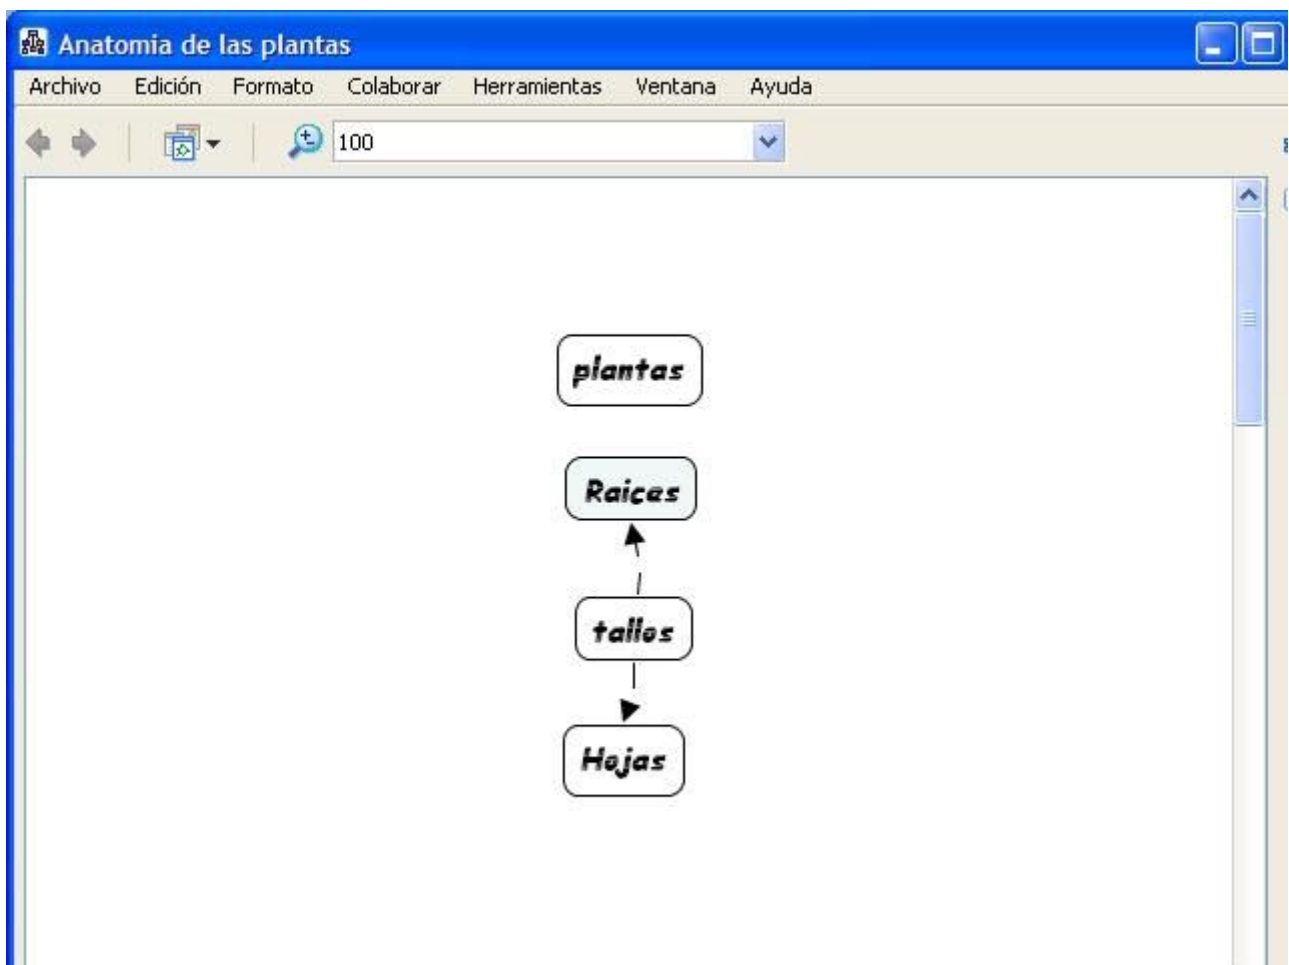 Anatomia de las plantas
Archivo Edición Formato Colaborar Herramientas Ventana Ayuda
100
plantas
Raices
tallos
Hojas